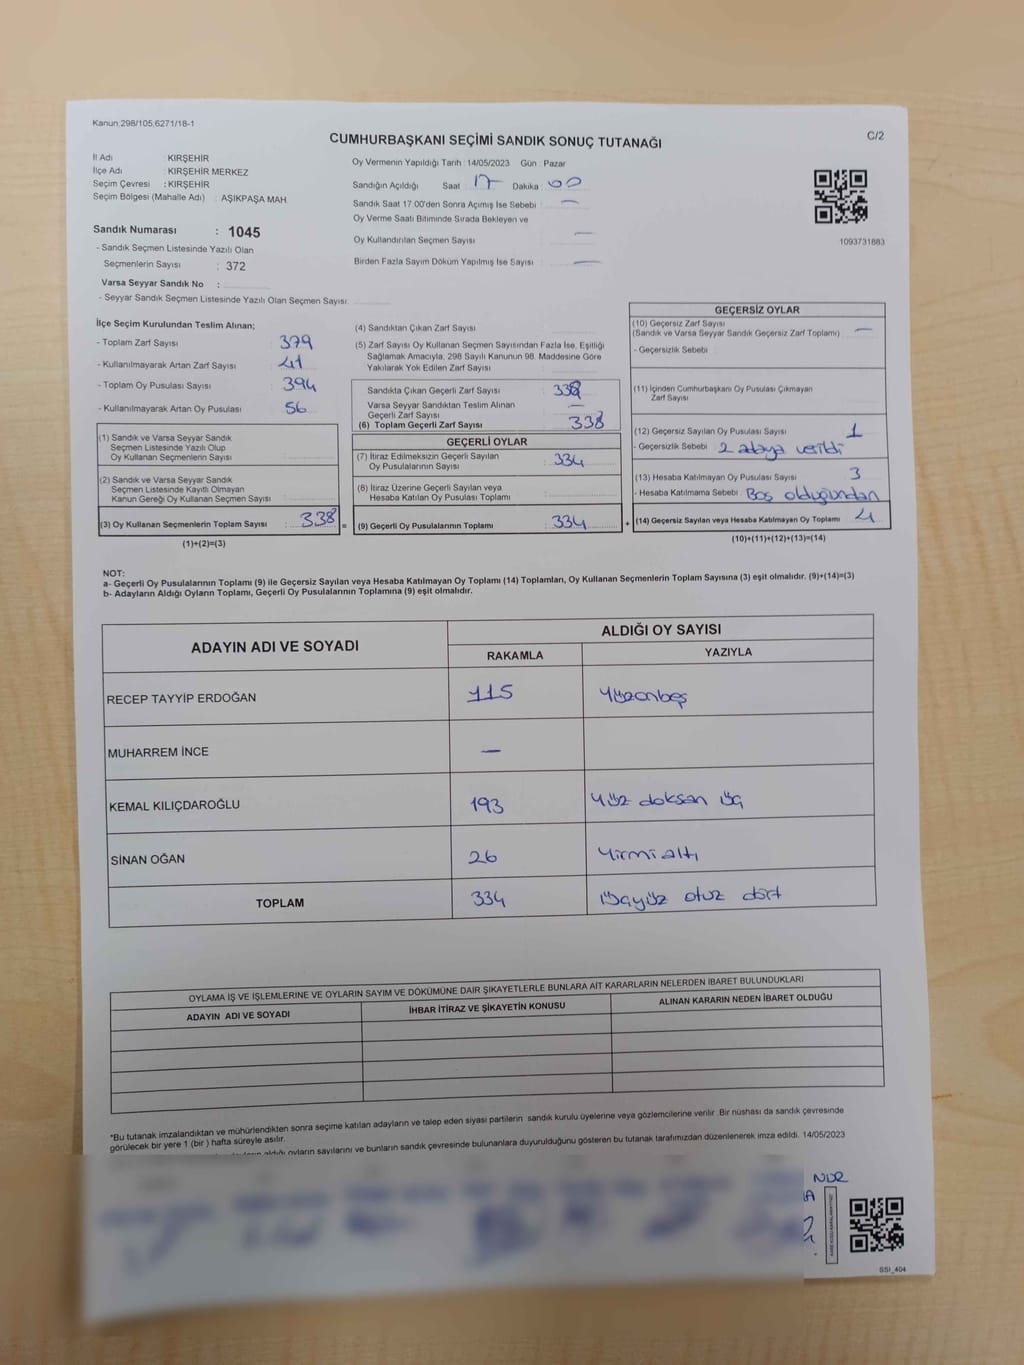 Kanun;298/105,6271/18-1
C/2
CUMHURBAŞKANI SEÇİMİ SANDIK SONUÇ TUTANAĞI
İl Adı : KIRŞEHİR
İlçe Adı : KIRŞEHİR MERKEZ
Seçim Çevresi : KIRŞEHİR
Seçim Bölgesi (Mahalle Adı) : AŞIKPAŞA MAH.
Sandık Numarası : 1045
- Sandık Seçmen Listesinde Yazılı Olan
Seçmenlerin Sayısı : 372
Varsa Seyyar Sandık No :
- Seyyar Sandık Seçmen Listesinde Yazılı Olan Seçmen Sayısı:
Oy Vermenin Yapıldığı Tarih : 14/05/2023 Gün : Pazar
Sandığın Açıldığı Saat : 17 Dakika : 00
Sandık 17.00'den Sonra Açımış İse Sebebi : —
Oy Verme Saati Bitiminde Sırada Bekleyen ve
Oy Kullandırılan Seçmen Sayısı : —
Birden Fazla Sayım Döküm Yapılmış İse Sayısı : —
1093731883
İlçe Seçim Kurulundan Teslim Alınan;
- Toplam Zarf Sayısı : 379
- Kullanılmayarak Artan Zarf Sayısı : 41
- Toplam Oy Pusulası Sayısı : 394
- Kullanılmayarak Artan Oy Pusulası : 56
(1) Sandık ve Varsa Seyyar Sandık
Seçmen Listesinde Yazılı Olup
Oy Kullanan Seçmenlerin Sayısı :
(2) Sandık ve Varsa Seyyar Sandık
Seçmen Listesinde Kayıtlı Olmayan
Kanun Gereği Oy Kullanan Seçmen Sayısı :
(3) Oy Kullanan Seçmenlerin Toplam Sayısı : 338 =
(1)+(2)=(3)
(4) Sandıktan Çıkan Zarf Sayısı :
(5) Zarf Sayısı Oy Kullanan Seçmen Sayısından Fazla İse, Eşitliği
Sağlamak Amacıyla, 298 Sayılı Kanunun 98. Maddesine Göre
Yakılarak Yok Edilen Zarf Sayısı :
Sandıkta Çıkan Geçerli Zarf Sayısı : 338
Varsa Seyyar Sandıktan Teslim Alınan
Geçerli Zarf Sayısı : —
(6) Toplam Geçerli Zarf Sayısı : 338
GEÇERLİ OYLAR
(7) İtiraz Edilmeksizin Geçerli Sayılan
Oy Pusulalarının Sayısı : 334
(8) İtiraz Üzerine Geçerli Sayılan veya
Hesaba Katılan Oy Pusulası Toplamı :
(9) Geçerli Oy Pusulalarının Toplamı : 334 +
GEÇERSİZ OYLAR
(10) Geçersiz Zarf Sayısı
(Sandık ve Varsa Seyyar Sandık Geçersiz Zarf Toplamı) : —
- Geçersizlik Sebebi :
(11) İçinden Cumhurbaşkanı Oy Pusulası Çıkmayan
Zarf Sayısı :
(12) Geçersiz Sayılan Oy Pusulası Sayısı : 1
- Geçersizlik Sebebi : 2 adaya verildi
(13) Hesaba Katılmayan Oy Pusulası Sayısı : 3
- Hesaba Katılmama Sebebi : Boş olduğundan
(14) Geçersiz Sayılan veya Hesaba Katılmayan Oy Toplamı : 4
(10)+(11)+(12)+(13)=(14)
NOT:
a- Geçerli Oy Pusulalarının Toplamı (9) ile Geçersiz Sayılan veya Hesaba Katılmayan Oy Toplamı (14) Toplamları, Oy Kullanan Seçmenlerin Toplam Sayısına (3) eşit olmalıdır. (9)+(14)=(3)
b- Adayların Aldığı Oyların Toplamı, Geçerli Oy Pusulalarının Toplamına (9) eşit olmalıdır.
ADAYIN ADI VE SOYADI
ALDIĞI OY SAYISI
RAKAMLA YAZIYLA
RECEP TAYYİP ERDOĞAN 115 Yüzonbeş
MUHARREM İNCE —
KEMAL KILIÇDAROĞLU 193 Yüz doksan üç
SİNAN OĞAN 26 Yirmi altı
TOPLAM 334 Üçyüz otuz dört
OYLAMA İŞ VE İŞLEMLERİNE VE OYLARIN SAYIM VE DÖKÜMÜNE DAİR ŞİKAYETLERLE BUNLARA AİT KARARLARIN NELERDEN İBARET BULUNDUKLARI
ADAYIN ADI VE SOYADI İHBAR İTİRAZ VE ŞİKAYETİN KONUSU ALINAN KARARIN NEDEN İBARET OLDUĞU
*Bu tutanak imzalandıktan ve mühürlendikten sonra seçime katılan adayların ve talep eden siyasi partilerin sandık kurulu üyelerine veya gözlemcilerine verilir. Bir nüshası da sandık çevresinde
görülecek bir yere 1 (bir) hafta süreyle asılır.
aldığı oyların sayılarını ve bunların sandık çevresinde bulunanlara duyurulduğunu gösteren bu tutanak tarafımızdan düzenlenerek imza edildi. 14/05/2023
SSI_404